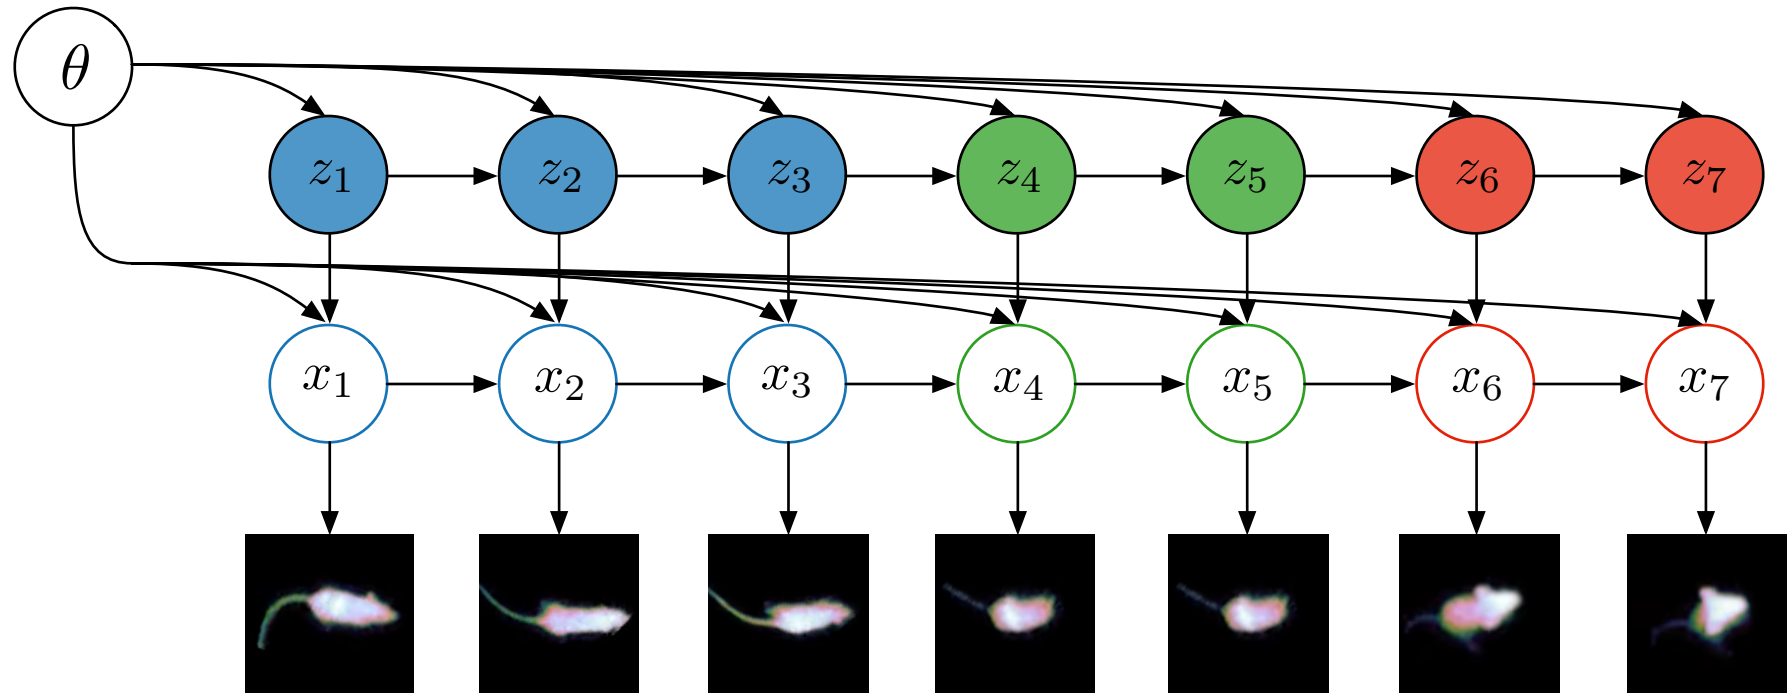 θ
z₁ z₂ z₃ z₄ z₅ z₆ z₇
x₁ x₂ x₃ x₄ x₅ x₆ x₇